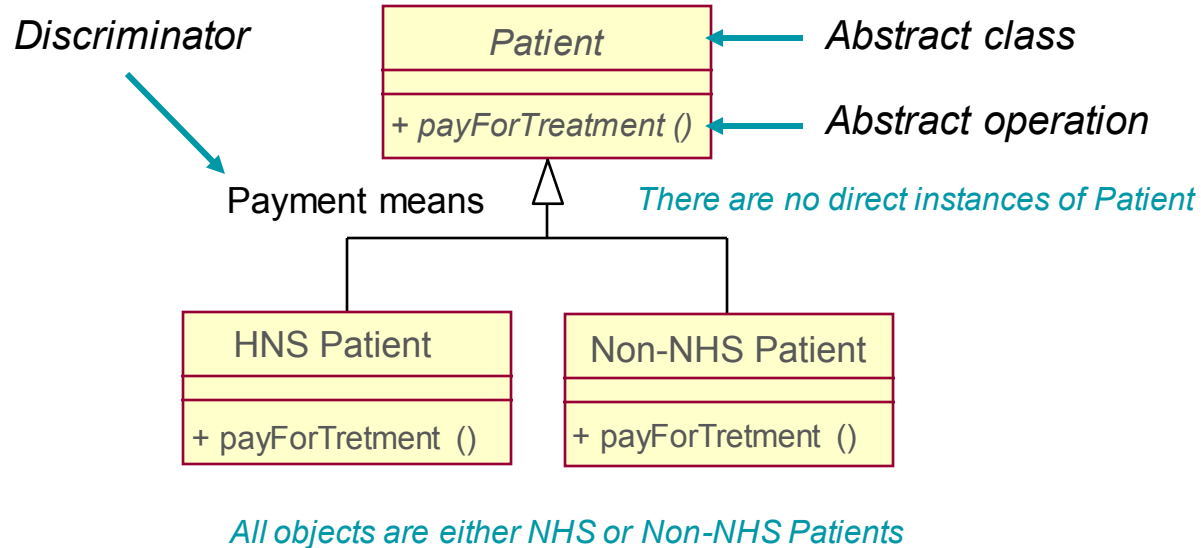 Discriminator
Patient
Abstract class
+ payForTreatment ()
Abstract operation
Payment means
There are no direct instances of Patient
HNS Patient
Non-NHS Patient
+ payForTretment ()
+ payForTretment ()
All objects are either NHS or Non-NHS Patients